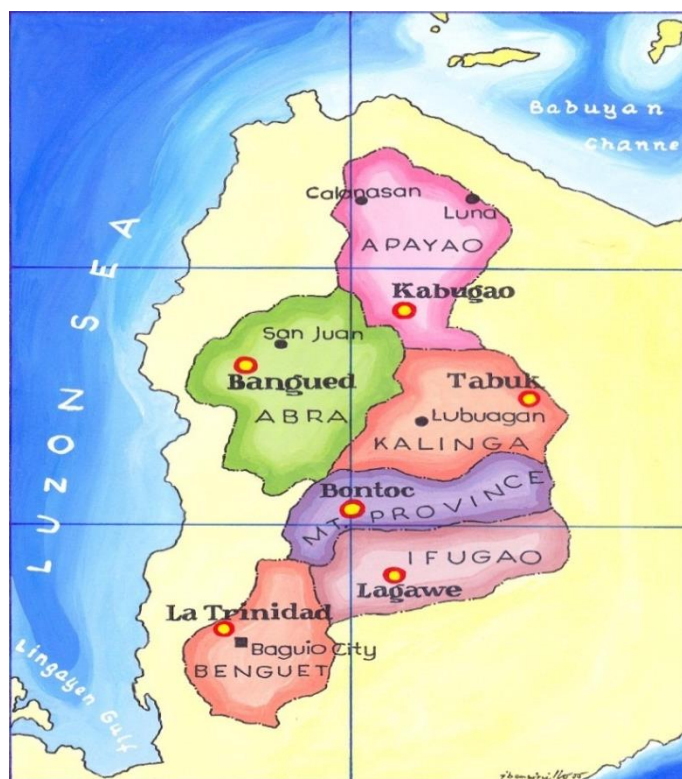 Babuyan
Channe
Calanasan
Luna
APAYAO
LUZON SEA
Kabugao
San Juan
Bangued
ABRA
Tabuk
Lubuagan
KALINGA
Bontoc
MT. PROVINCE
IFUGAO
Lagawe
La Trinidad
Baguio City
BENGUET
Lingayen Gulf